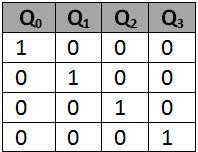 Q₀ Q₁ Q₂ Q₃
1 0 0 0
0 1 0 0
0 0 1 0
0 0 0 1